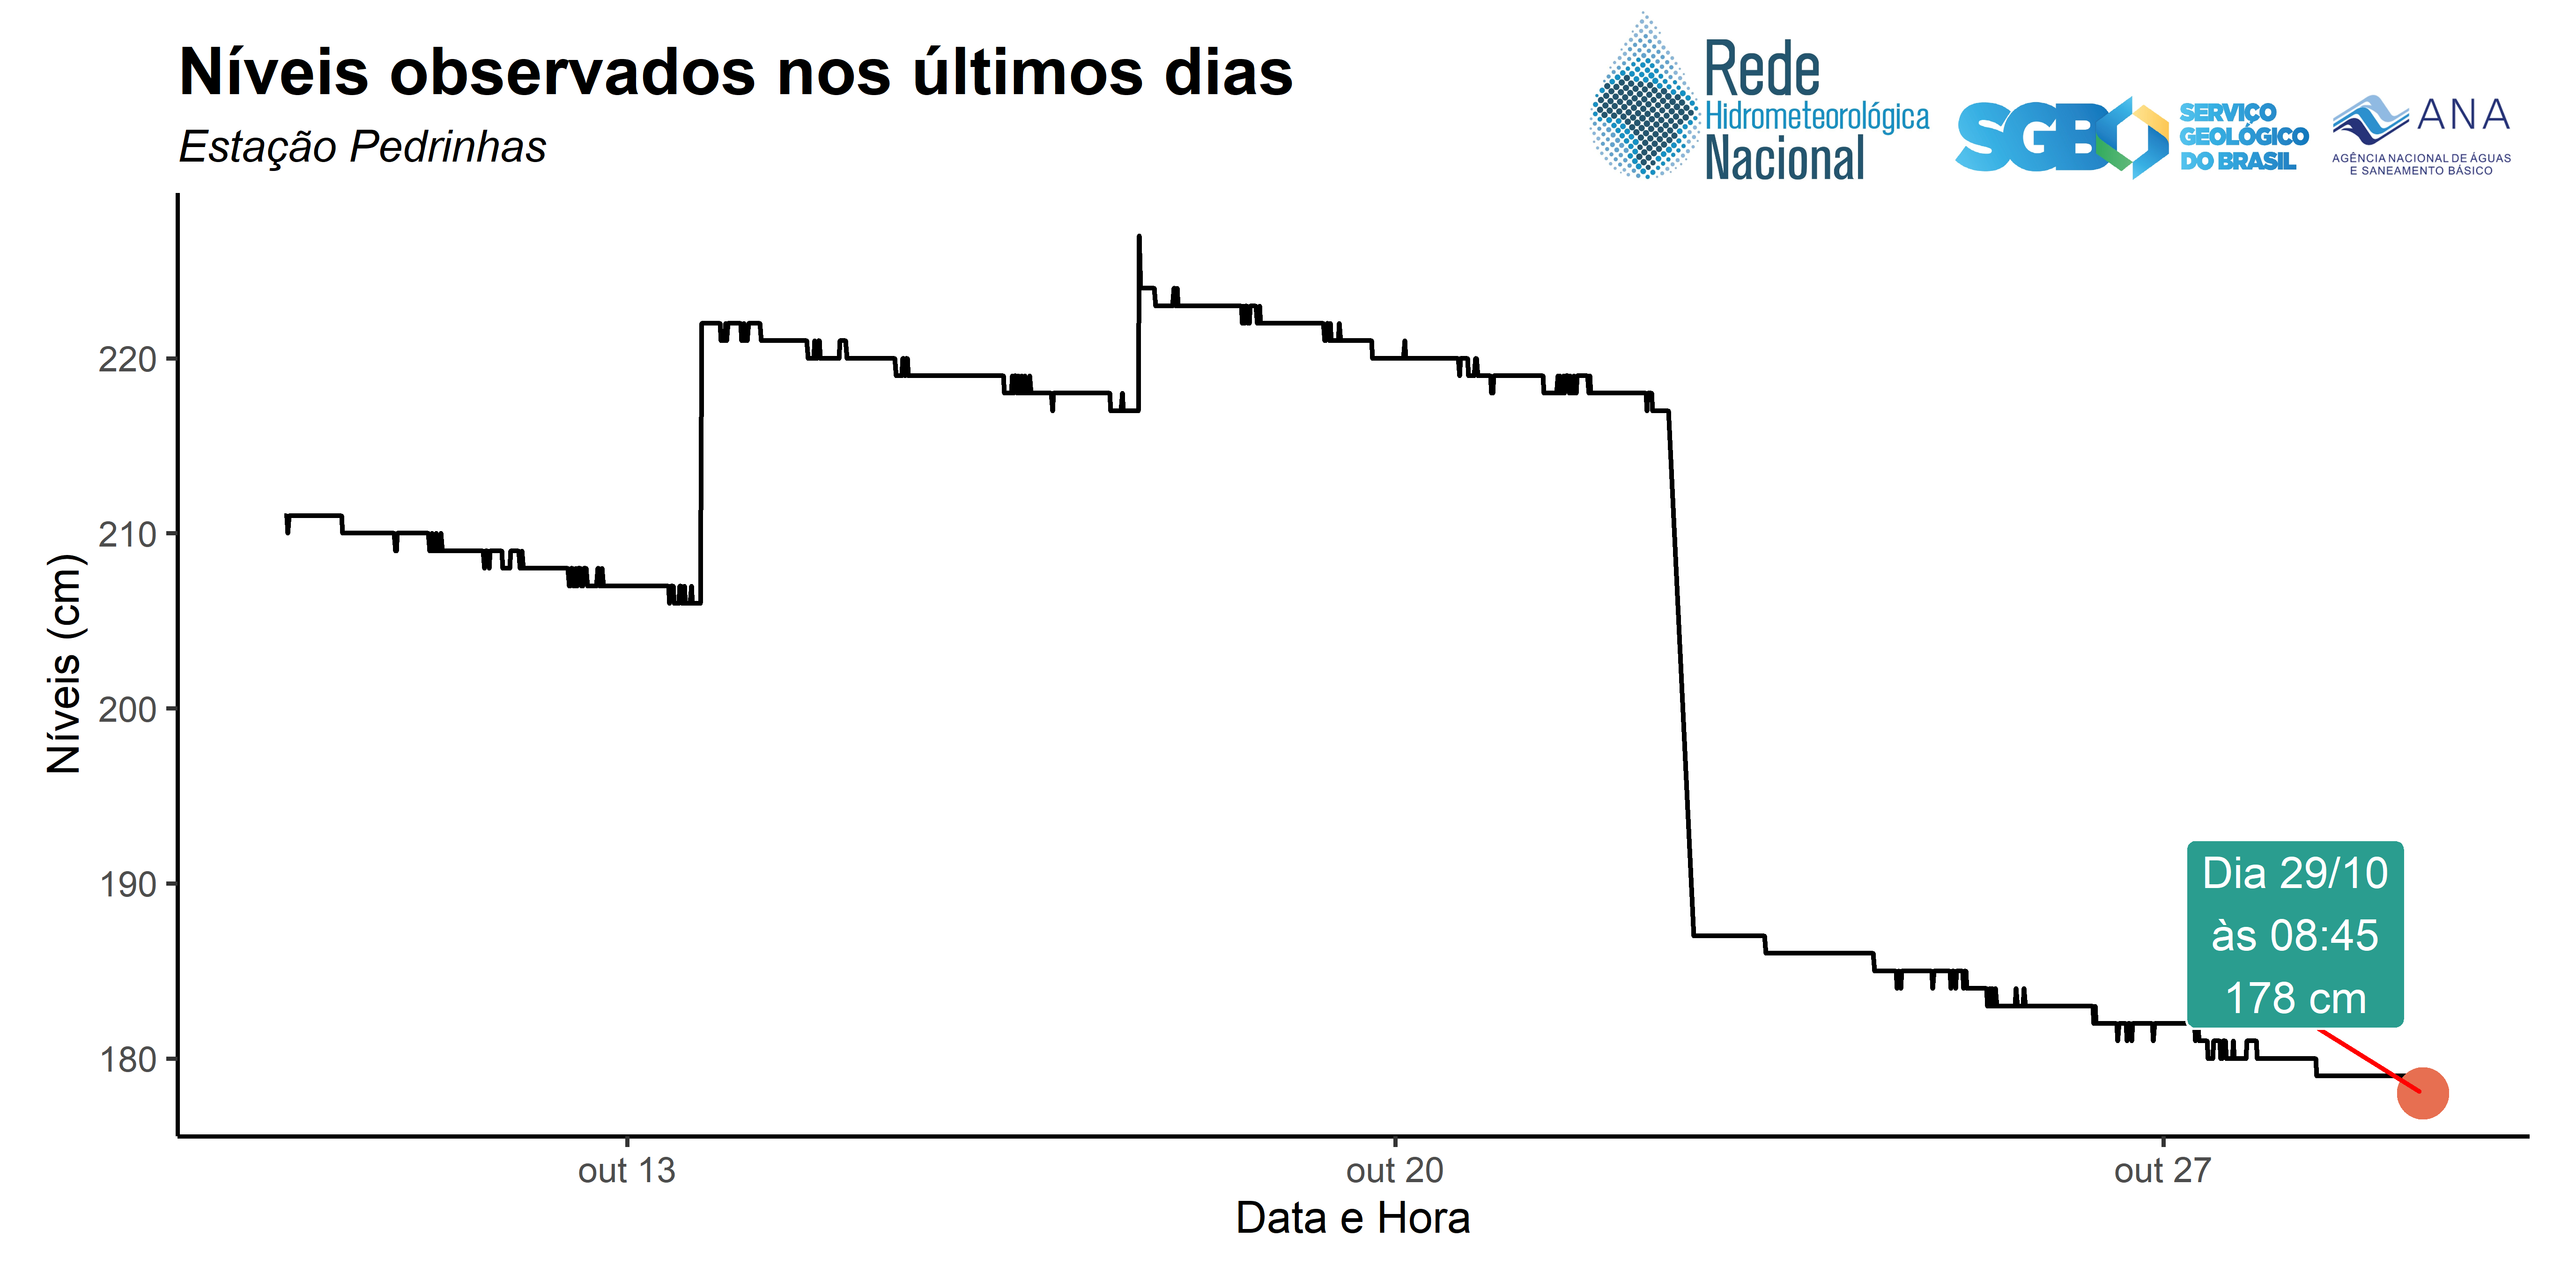 Níveis observados nos últimos dias
Estação Pedrinhas
Rede
Hidrometeorológica
Nacional
SGB
SERVIÇO
GEOLÓGICO
DO BRASIL
ANA
AGÊNCIA NACIONAL DE ÁGUAS
E SANEAMENTO BÁSICO
Níveis (cm)
220
210
200
190
180
Dia 29/10
às 08:45
178 cm
out 13
out 20
out 27
Data e Hora